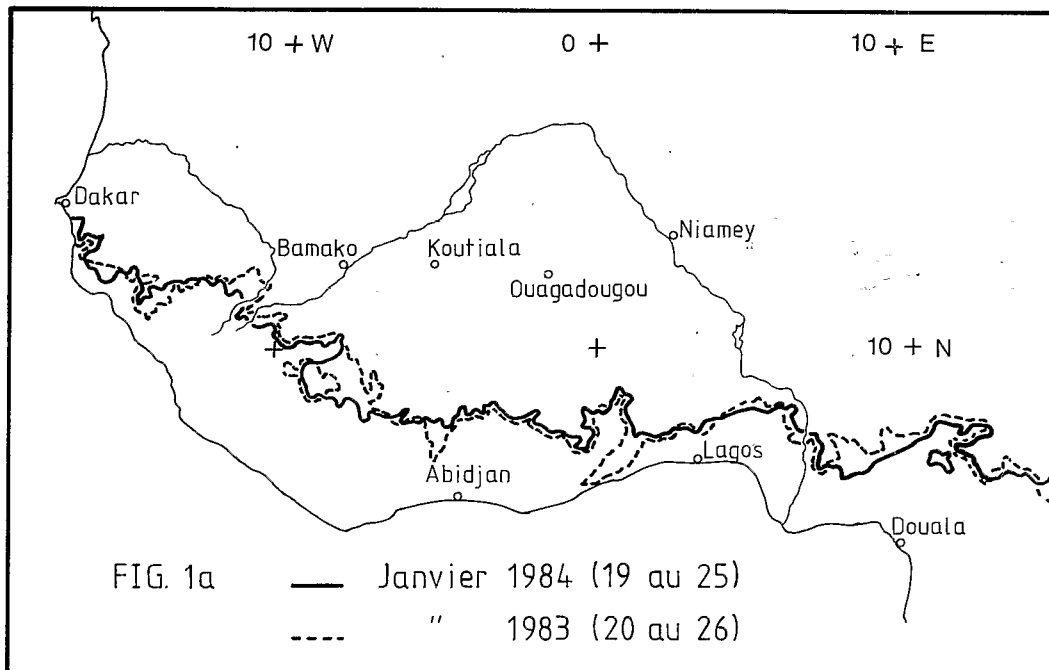 10 + W
0 +
10 + E
Dakar
Niamey
Bamako
Koutiala
Ouagadougou
10 + N
Lagos
Abidjan
Douala
FIG. 1a
Janvier 1984 (19 au 25)
" 1983 (20 au 26)